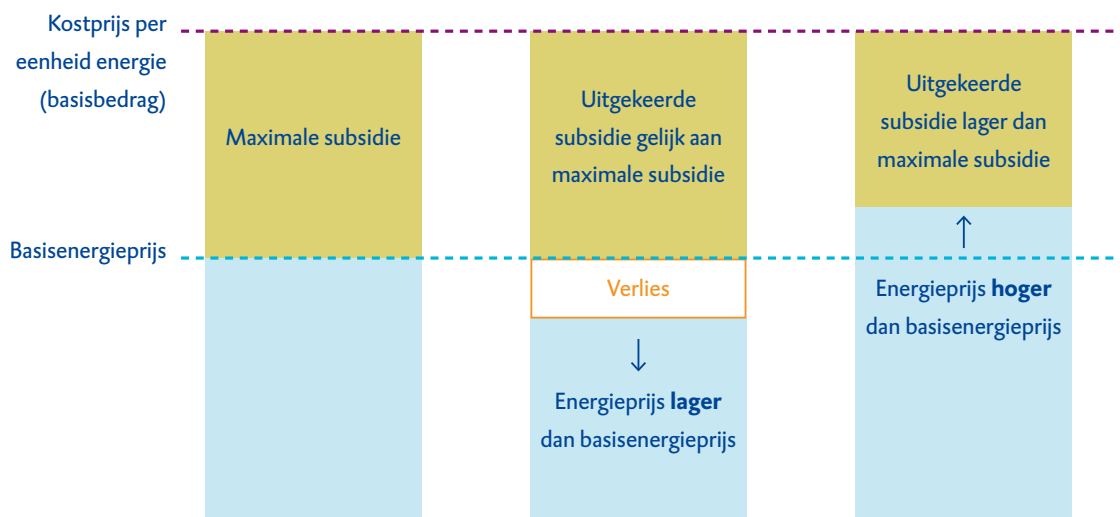 Kostprijs per
eenheid energie
(basisbedrag)
Maximale subsidie
Uitgekeerde
subsidie gelijk aan
maximale subsidie
Uitgekeerde
subsidie lager dan
maximale subsidie
Basisenergieprijs
Verlies
Energieprijs lager
dan basisenergieprijs
Energieprijs hoger
dan basisenergieprijs